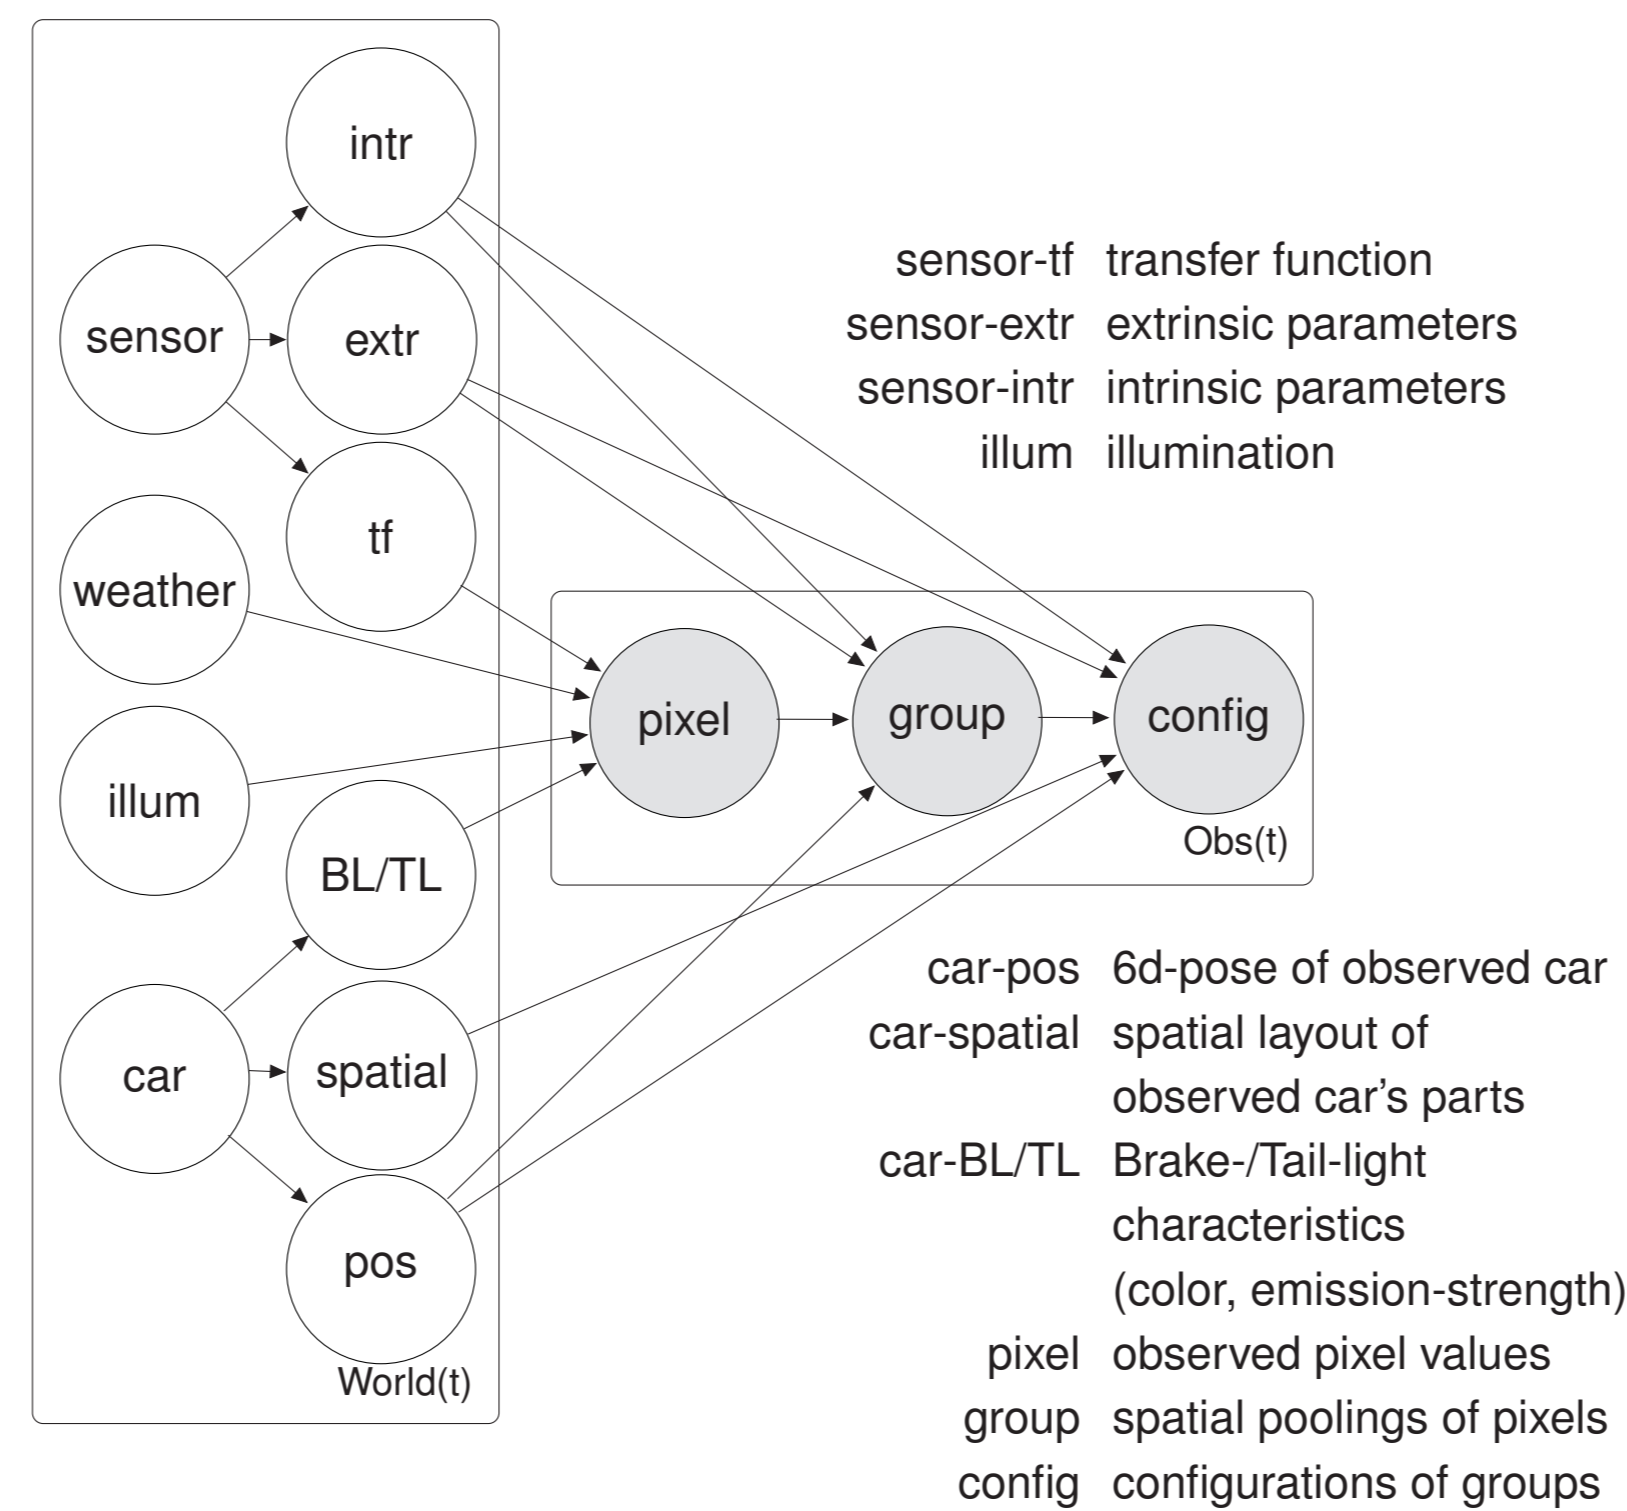 intr
sensor
extr
tf
weather
illum
BL/TL
car
spatial
pos
World(t)
pixel
group
config
Obs(t)
sensor-tf transfer function
sensor-extr extrinsic parameters
sensor-intr intrinsic parameters
illum illumination
car-pos 6d-pose of observed car
car-spatial spatial layout of
observed car’s parts
car-BL/TL Brake-/Tail-light
characteristics
(color, emission-strength)
pixel observed pixel values
group spatial poolings of pixels
config configurations of groups